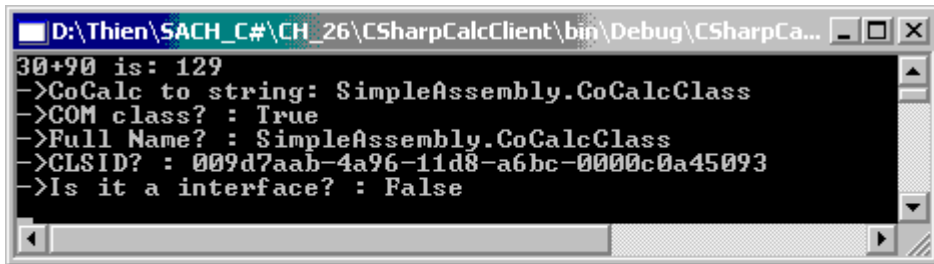 D:\Thien\SACH_C#\CH_26\CSharpCalcClient\bin\Debug\CSharpCa...
30+90 is: 129
->CoCalc to string: SimpleAssembly.CoCalcClass
->COM class? : True
->Full Name? : SimpleAssembly.CoCalcClass
->CLSID? : 009d7aab-4a96-11d8-a6bc-0000c0a45093
->Is it a interface? : False